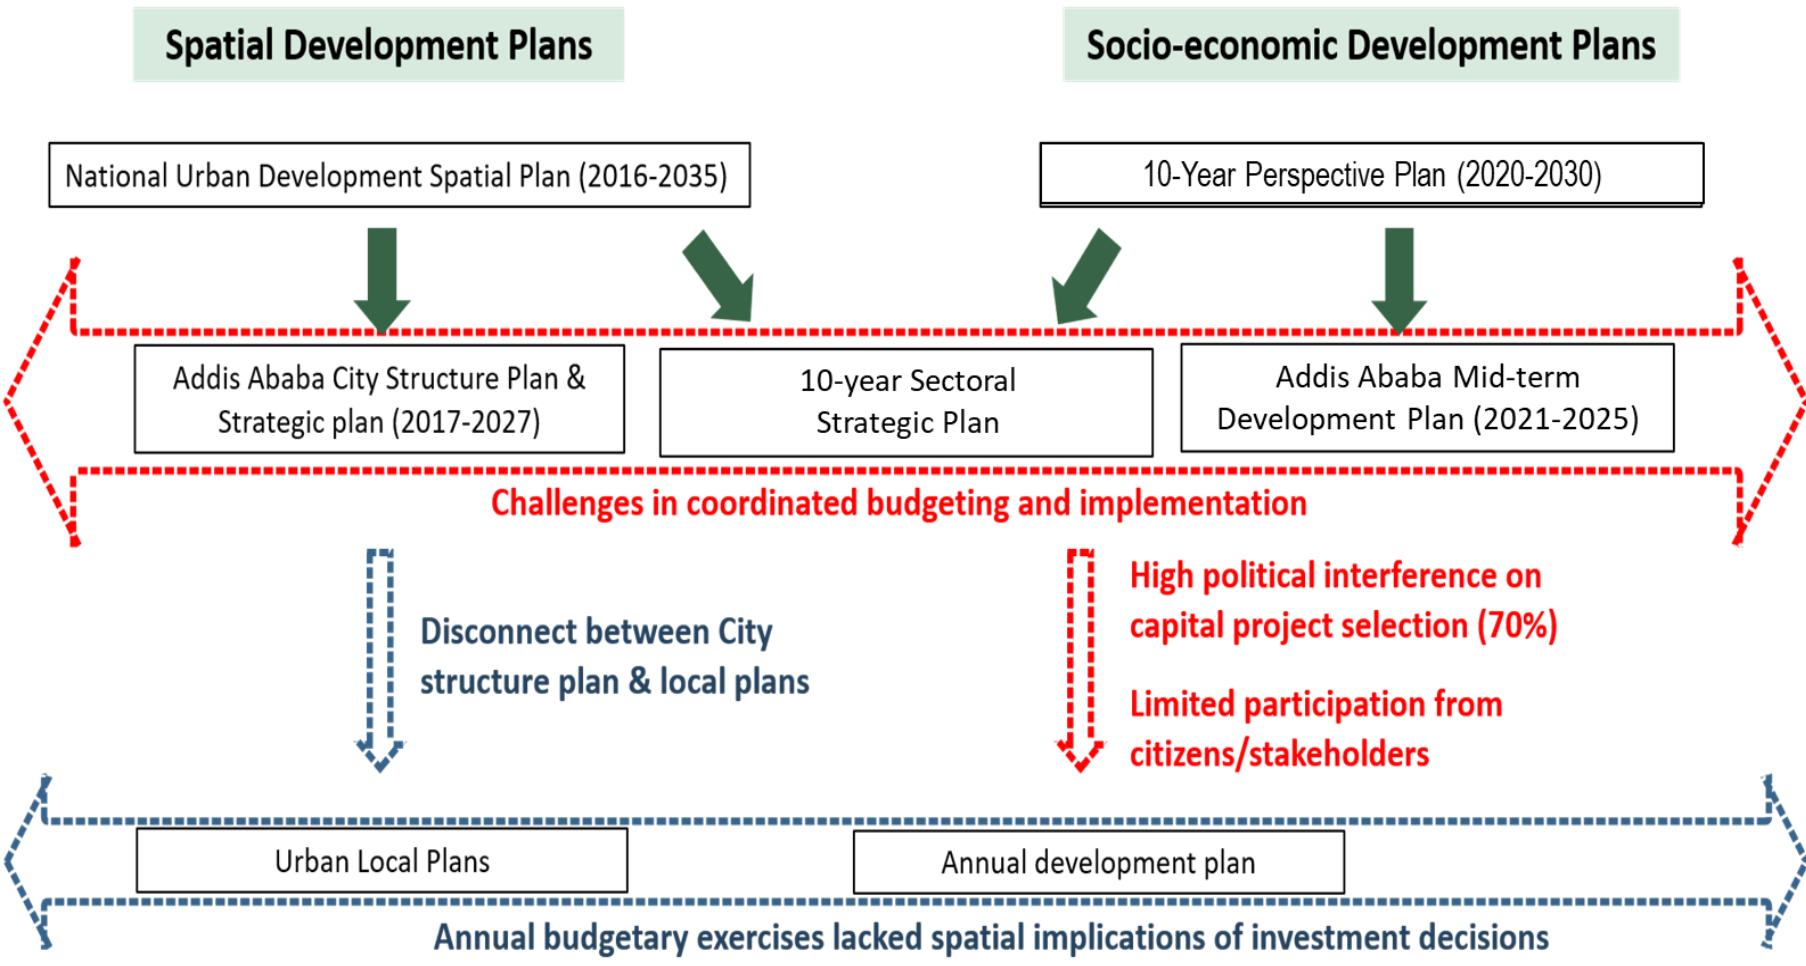 Spatial Development Plans
Socio-economic Development Plans
National Urban Development Spatial Plan (2016-2035)
10-Year Perspective Plan (2020-2030)
Addis Ababa City Structure Plan &
Strategic plan (2017-2027)
10-year Sectoral
Strategic Plan
Addis Ababa Mid-term
Development Plan (2021-2025)
Challenges in coordinated budgeting and implementation
Disconnect between City
structure plan & local plans
High political interference on
capital project selection (70%)
Limited participation from
citizens/stakeholders
Urban Local Plans
Annual development plan
Annual budgetary exercises lacked spatial implications of investment decisions